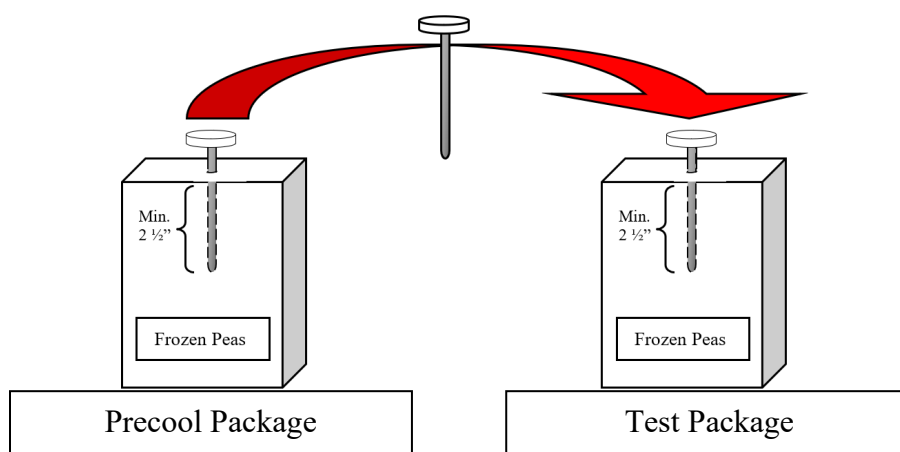 Min.
2 ½”
Min.
2 ½”
Frozen Peas
Frozen Peas
Precool Package
Test Package